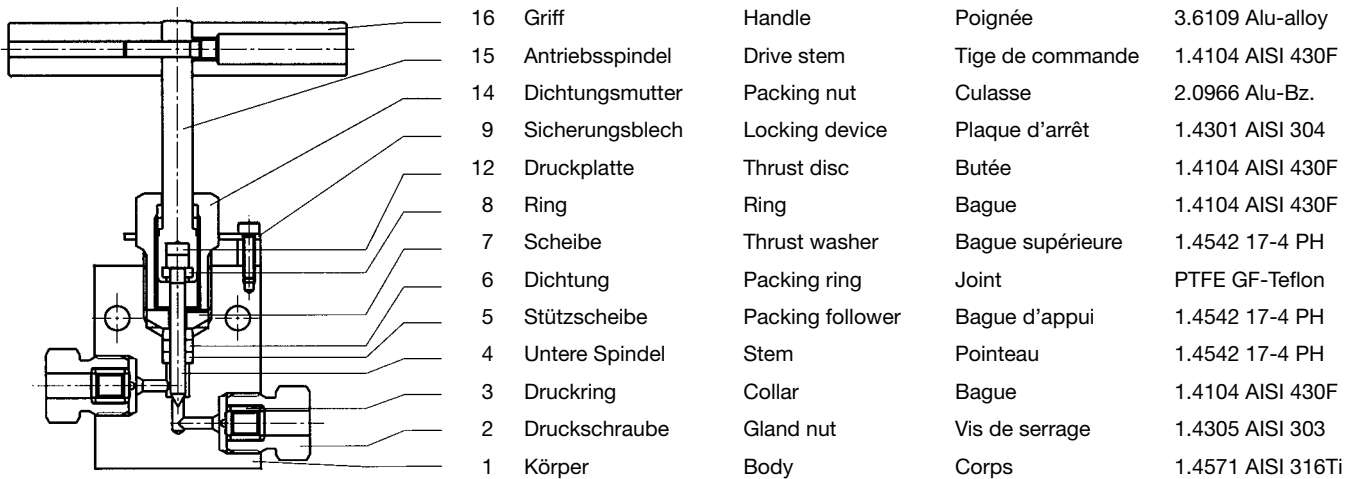 16 Griff Handle Poignée 3.6109 Alu-alloy
15 Antriebsspindel Drive stem Tige de commande 1.4104 AISI 430F
14 Dichtungsmutter Packing nut Culasse 2.0966 Alu-Bz.
9 Sicherungsblech Locking device Plaque d’arrêt 1.4301 AISI 304
12 Druckplatte Thrust disc Butée 1.4104 AISI 430F
8 Ring Ring Bague 1.4104 AISI 430F
7 Scheibe Thrust washer Bague supérieure 1.4542 17-4 PH
6 Dichtung Packing ring Joint PTFE GF-Teflon
5 Stützscheibe Packing follower Bague d’appui 1.4542 17-4 PH
4 Untere Spindel Stem Pointeau 1.4542 17-4 PH
3 Druckring Collar Bague 1.4104 AISI 430F
2 Druckschraube Gland nut Vis de serrage 1.4305 AISI 303
1 Körper Body Corps 1.4571 AISI 316Ti